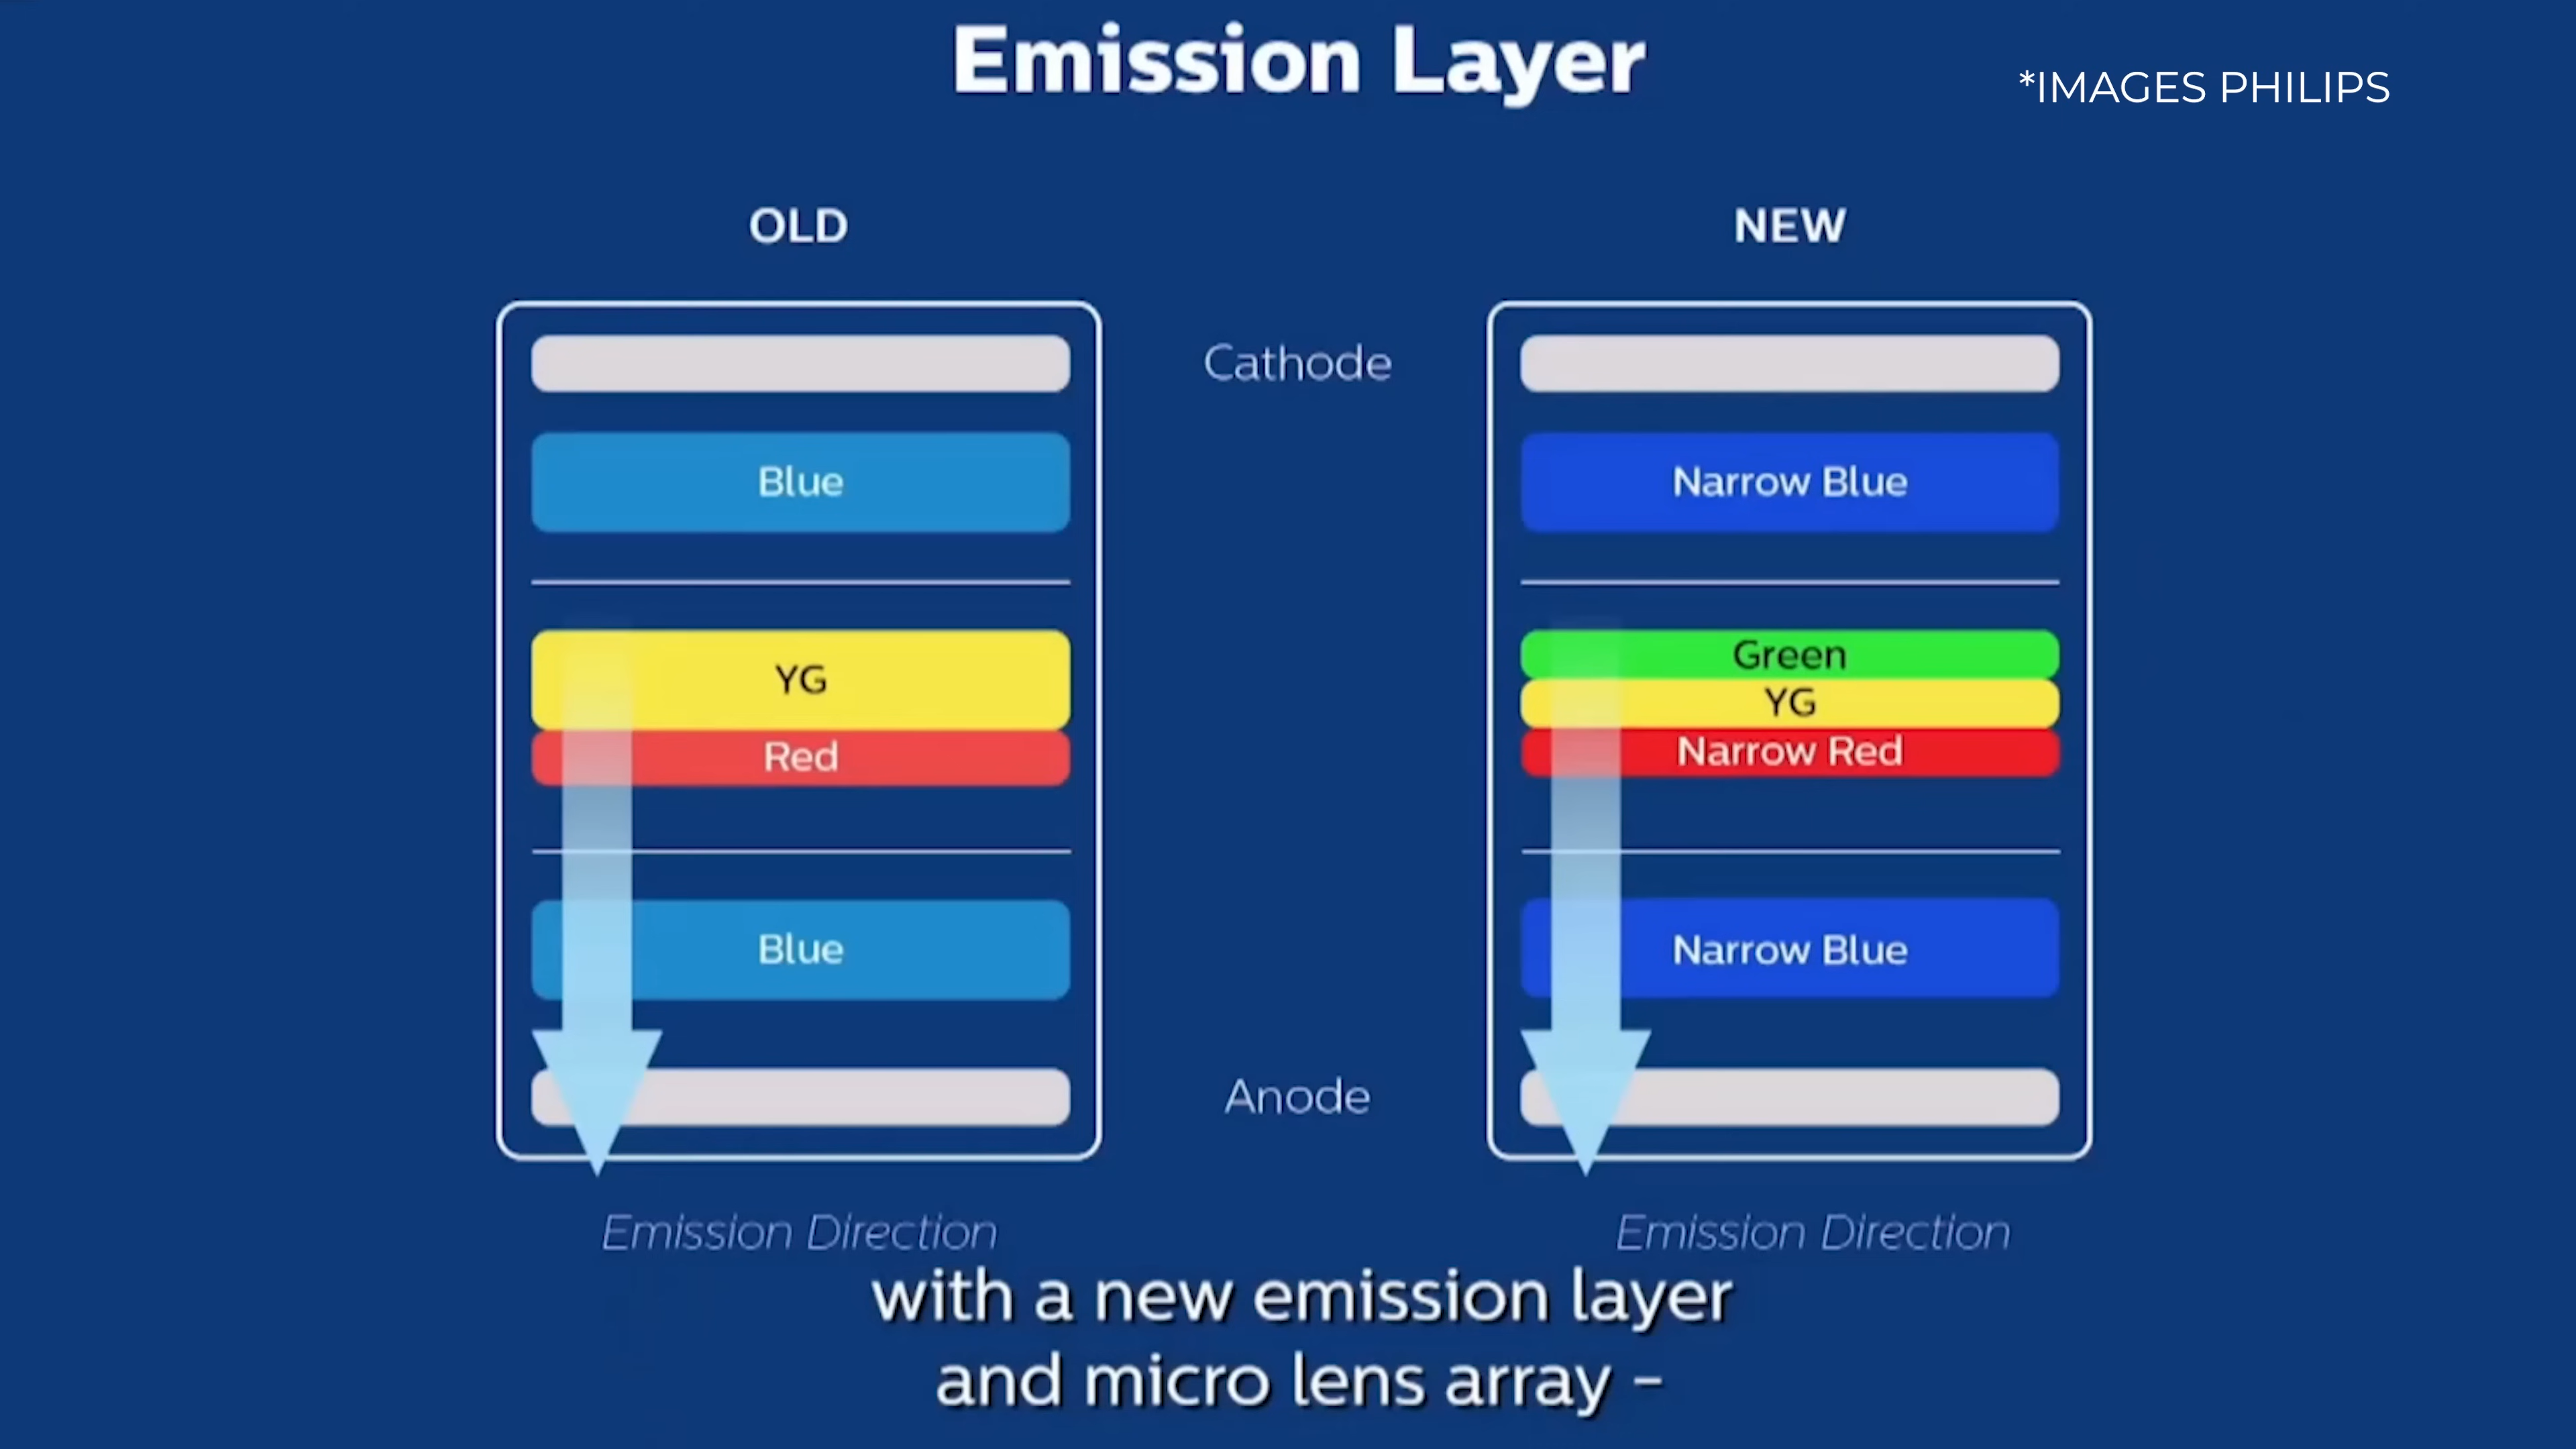 Emission Layer
*IMAGES PHILIPS
OLD
NEW
Cathode
Blue
Narrow Blue
YG
Red
Green
YG
Narrow Red
Blue
Narrow Blue
Anode
Emission Direction
Emission Direction
with a new emission layer
and micro lens array -